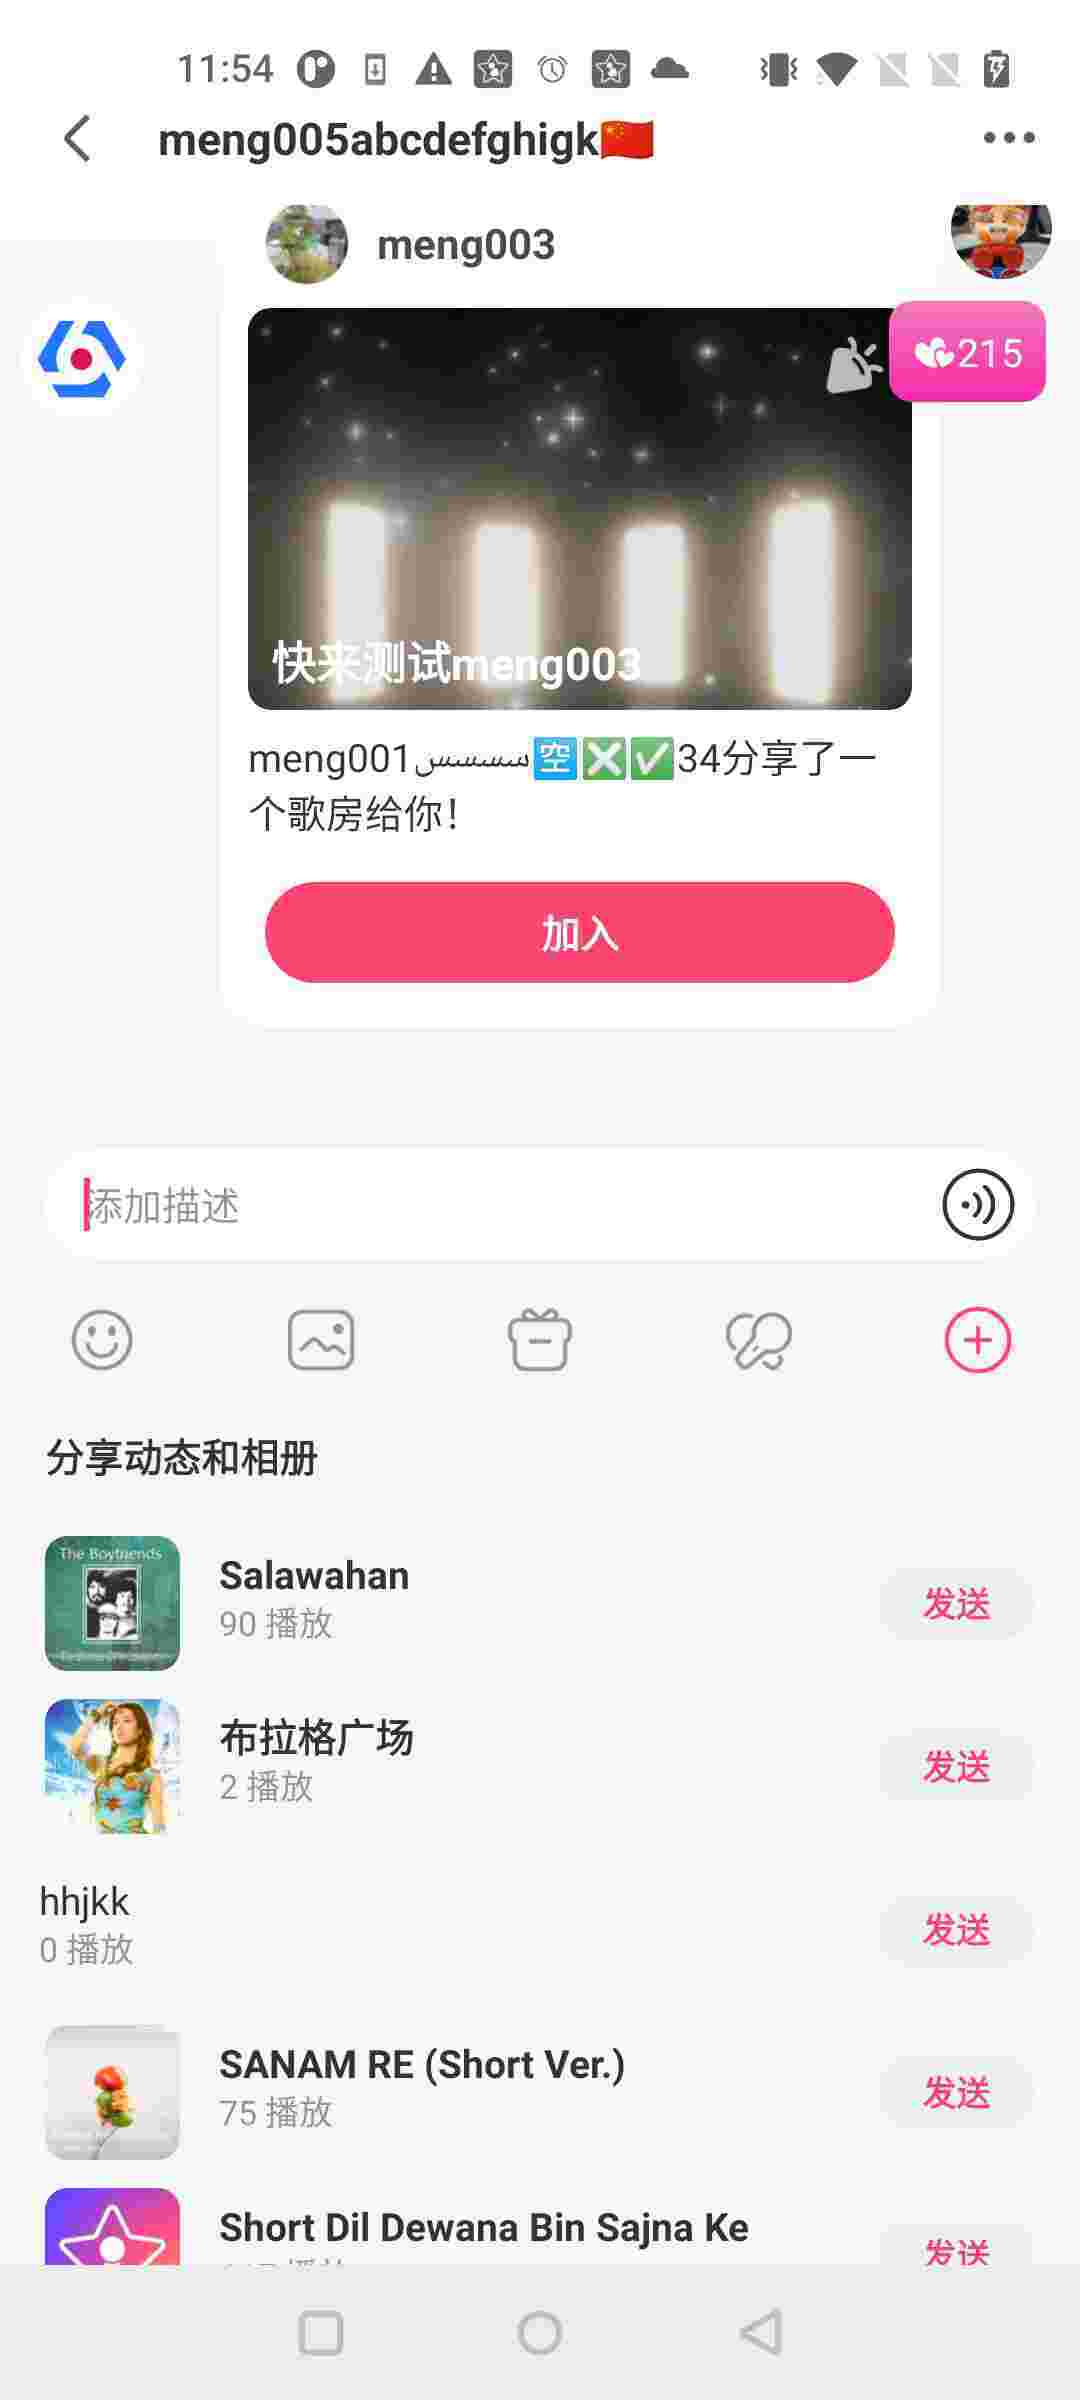 11:54
meng005abcdefghigk🇨🇳
meng003
215
快来测试meng003
meng001سسسسس🈳❎✅34分享了一
个歌房给你！
加入
添加描述
分享动态和相册
The Boyfriends
Salawahan
90 播放
发送
布拉格广场
2 播放
发送
hhjkk
0 播放
发送
SANAM RE (Short Ver.)
75 播放
发送
Short Dil Dewana Bin Sajna Ke
发送